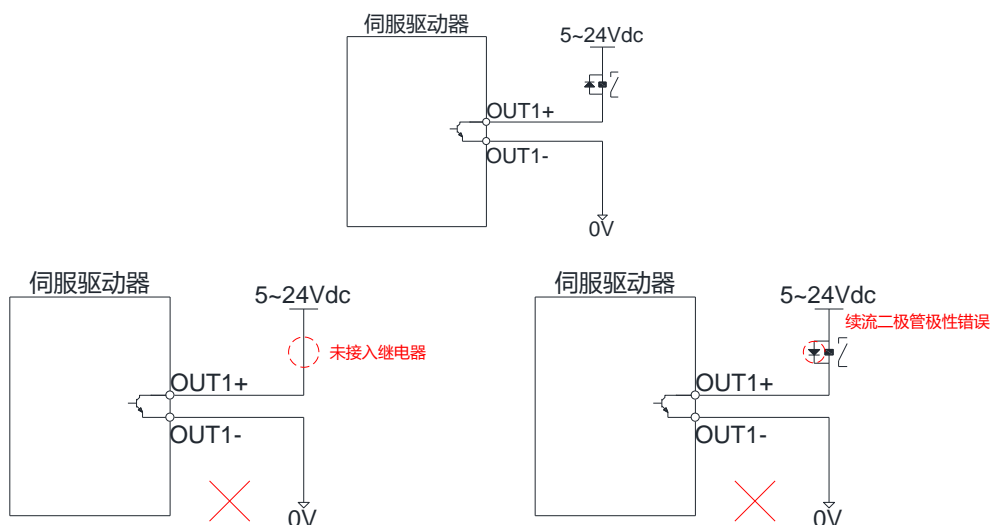 伺服驱动器
5~24Vdc
OUT1+
OUT1-
0V
伺服驱动器
5~24Vdc
未接入继电器
OUT1+
OUT1-
0V
伺服驱动器
5~24Vdc
续流二极管极性错误
OUT1+
OUT1-
0V